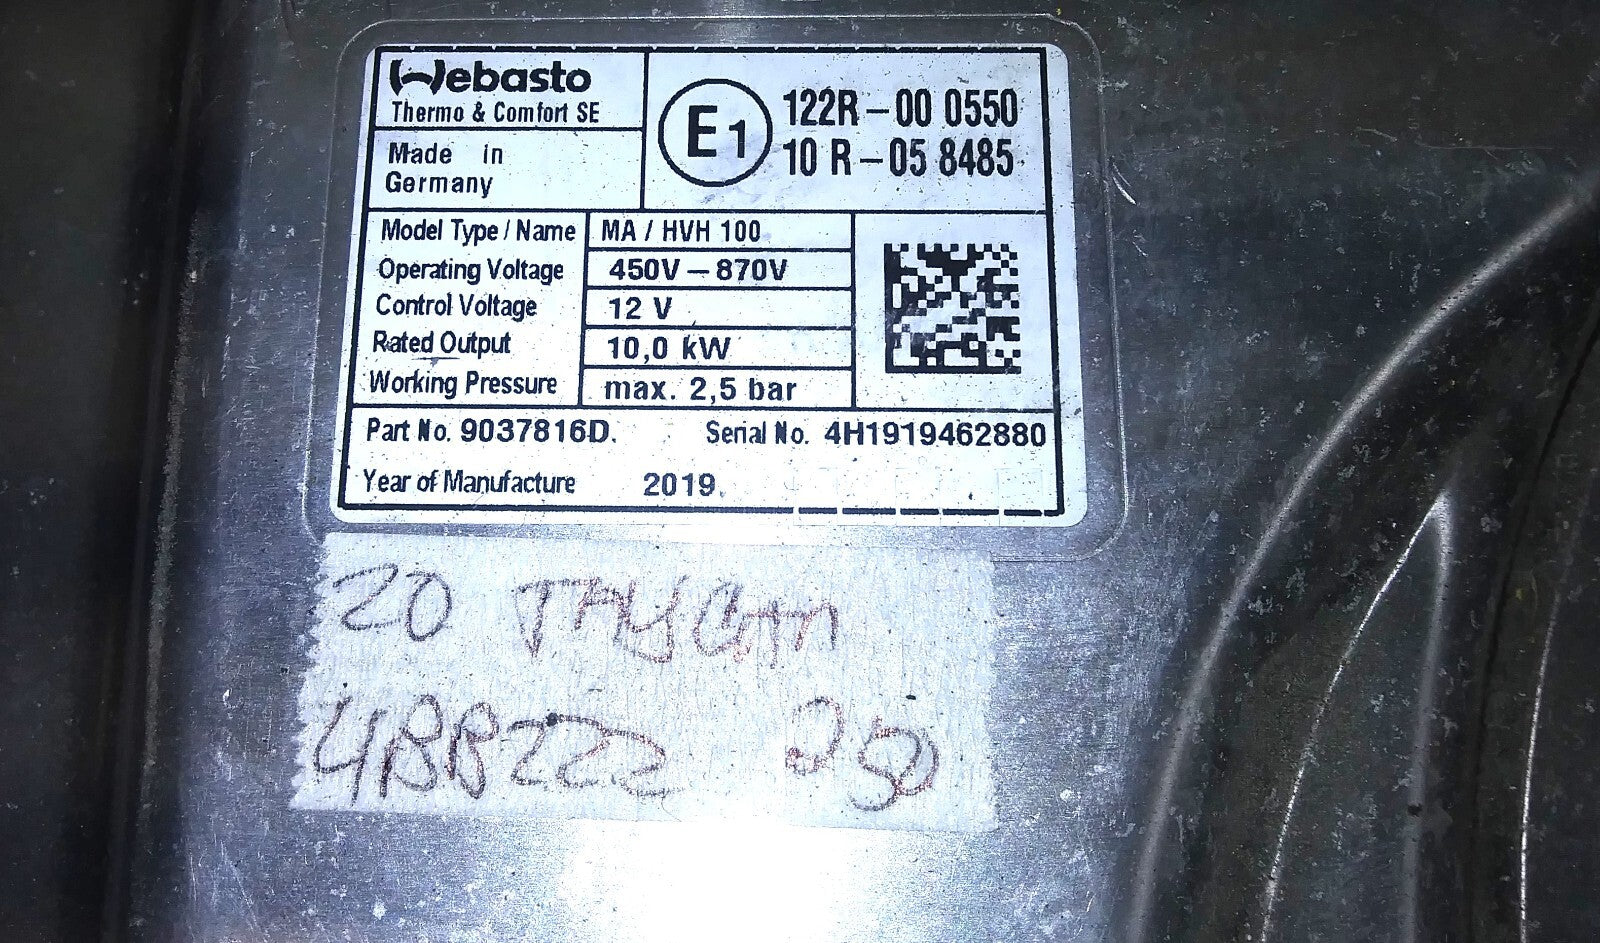 Webasto
Thermo & Comfort SE
Made in
Germany
E1
122R-00 0550
10 R-05 8485
Model Type / Name MA / HVH 100
Operating Voltage 450V-870V
Control Voltage 12 V
Rated Output 10,0 kW
Working Pressure max. 2,5 bar
Part No. 9037816D. Serial No. 4H1919462880
Year of Manufacture 2019
20 TAYCAN
4BB222 250